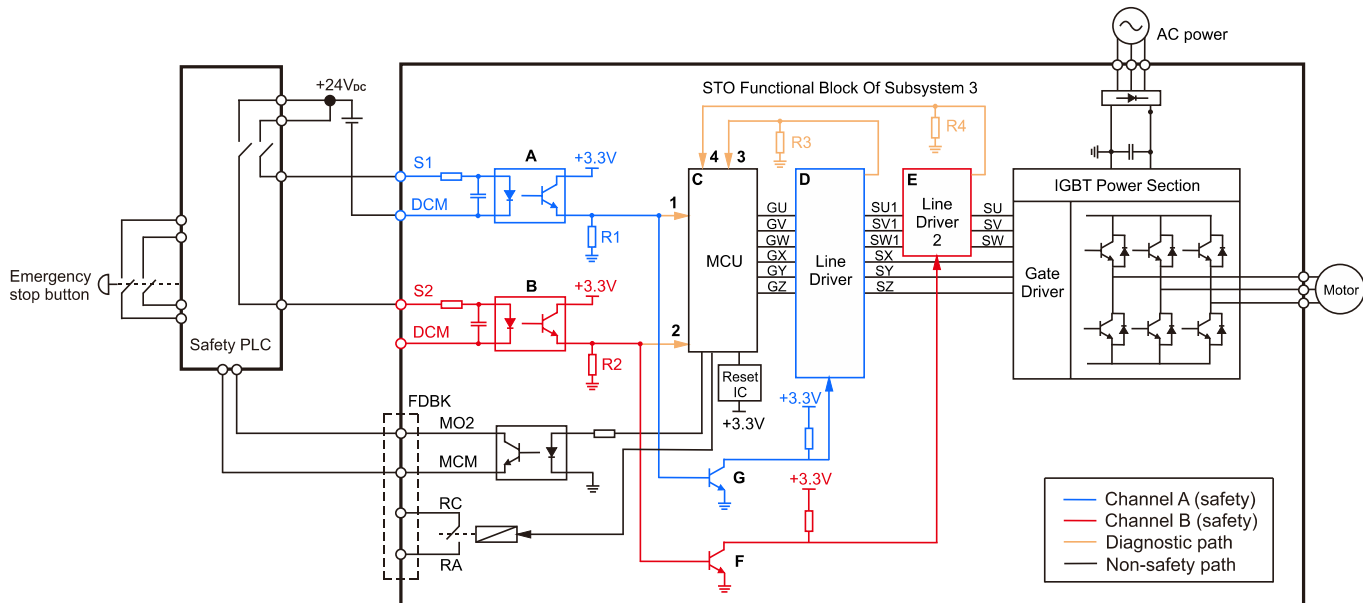 AC power
STO Functional Block Of Subsystem 3
+24VDC
R3
R4
S1
A
+3.3V
4
3
C
D
E
IGBT Power Section
DCM
1
R1
MCU
GU
GV
GW
GX
GY
GZ
Line
Driver
SU1
SV1
SW1
SX
SY
SZ
Line
Driver
2
SU
SV
SW
Gate
Driver
Motor
Emergency
stop button
S2
B
+3.3V
DCM
2
R2
Safety PLC
Reset
IC
+3.3V
+3.3V
FDBK
MO2
MCM
G
+3.3V
RC
RA
F
Channel A (safety)
Channel B (safety)
Diagnostic path
Non-safety path